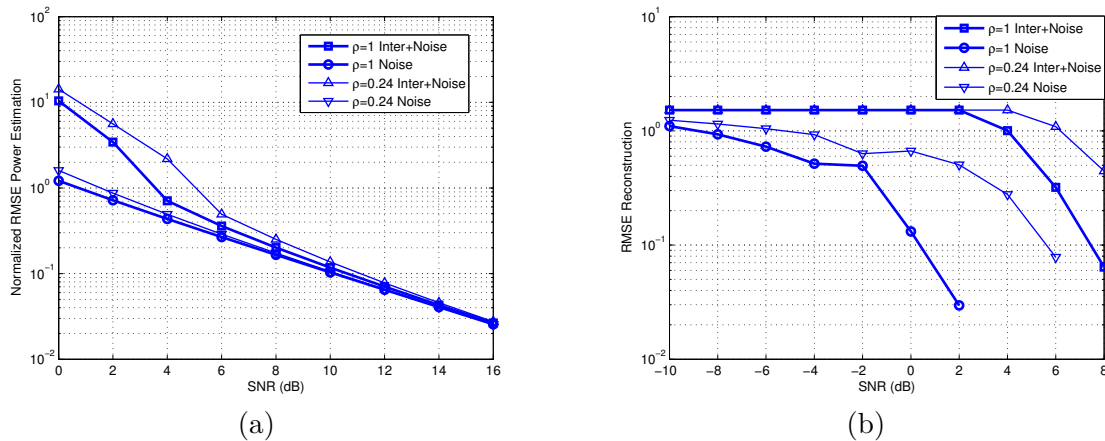 10²
10¹
10⁰
10⁻¹
10⁻²
Normalized RMSE Power Estimation
0 2 4 6 8 10 12 14 16
SNR (dB)
ρ=1 Inter+Noise
ρ=1 Noise
ρ=0.24 Inter+Noise
ρ=0.24 Noise
(a)
10¹
10⁰
10⁻¹
10⁻²
RMSE Reconstruction
−10 −8 −6 −4 −2 0 2 4 6 8
SNR (dB)
ρ=1 Inter+Noise
ρ=1 Noise
ρ=0.24 Inter+Noise
ρ=0.24 Noise
(b)